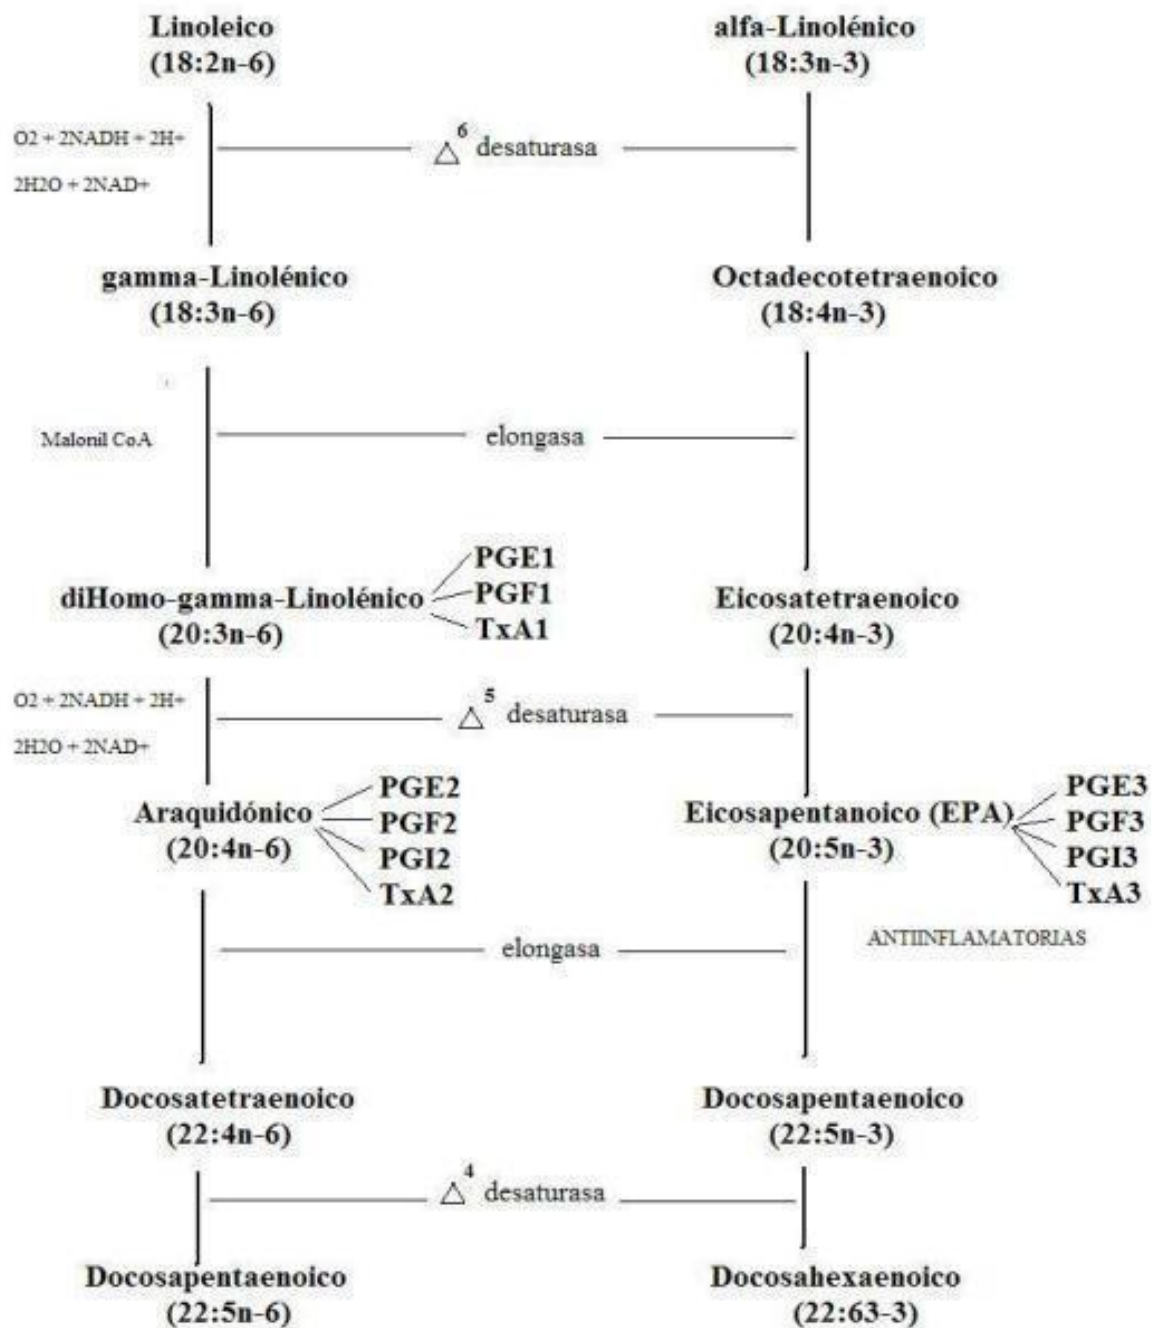 Linoleico
(18:2n-6)
alfa-Linolénico
(18:3n-3)
O2 + 2NADH + 2H+
2H2O + 2NAD+
△6 desaturasa
gamma-Linolénico
(18:3n-6)
Octadecotetraenoico
(18:4n-3)
Malonil CoA
elongasa
PGE1
PGF1
TxA1
diHomo-gamma-Linolénico
(20:3n-6)
Eicosatetraenoico
(20:4n-3)
O2 + 2NADH + 2H+
2H2O + 2NAD+
△5 desaturasa
Araquidónico
(20:4n-6)
PGE2
PGF2
PGI2
TxA2
Eicosapentanoico (EPA)
(20:5n-3)
PGE3
PGF3
PGI3
TxA3
ANTIINFLAMATORIAS
elongasa
Docosatetraenoico
(22:4n-6)
Docosapentaenoico
(22:5n-3)
△4 desaturasa
Docosapentaenoico
(22:5n-6)
Docosahexaenoico
(22:63-3)